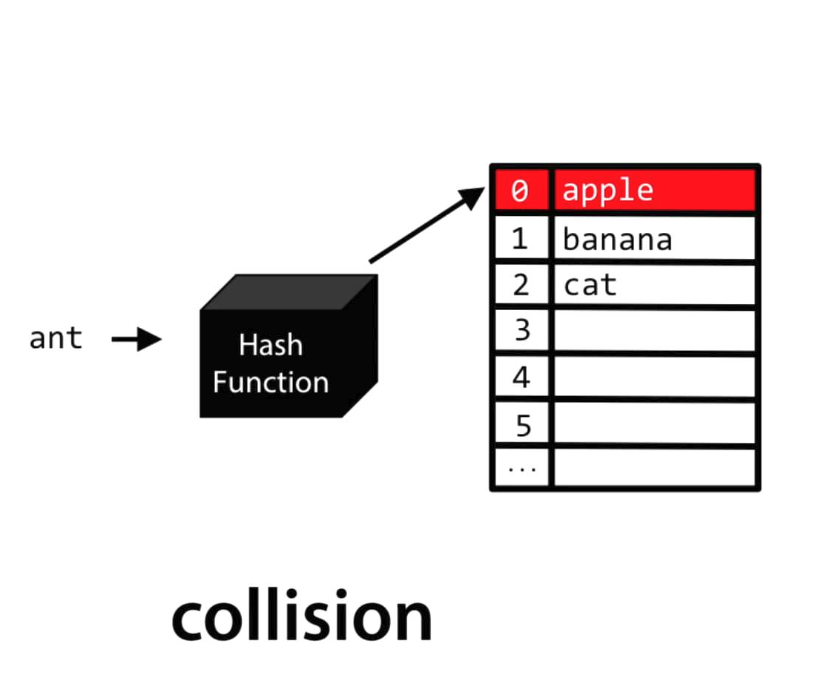 0 apple
1 banana
2 cat
3
4
5
...
ant
Hash
Function
collision